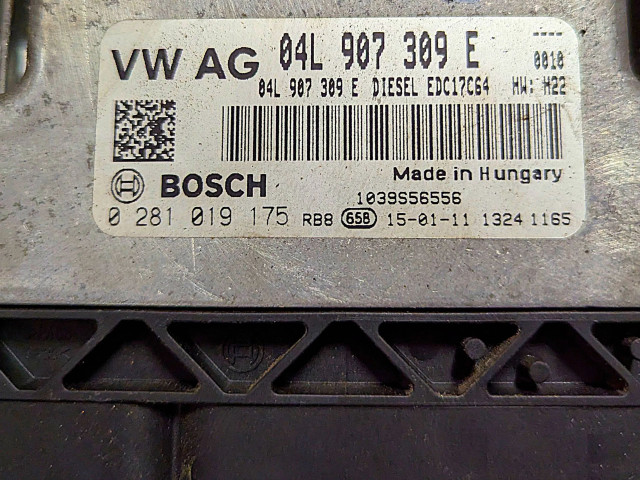 VW AG 04L 907 309 E ----
0010
04L 907 309 E DIESEL EDC17C64 HW: H22
Made in Hungary
BOSCH 1039S56556
0 281 019 175 RB8 658 15-01-11 1324 1165